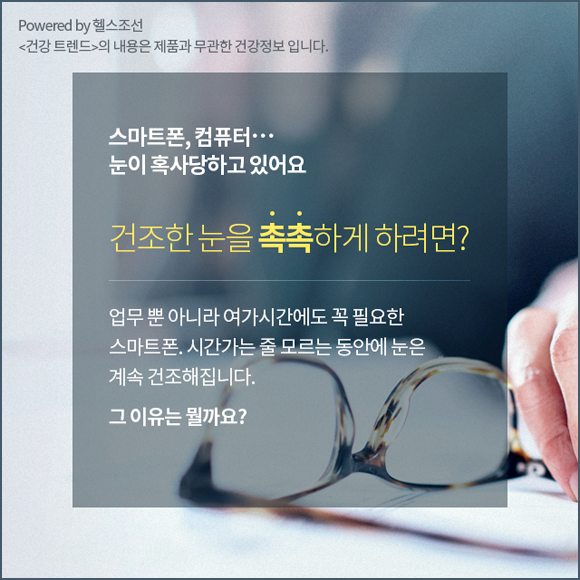 Powered by 헬스조선
<건강 트렌드>의 내용은 제품과 무관한 건강정보 입니다.
스마트폰, 컴퓨터···
눈이 혹사당하고 있어요
건조한 눈을 촉촉하게 하려면?
업무 뿐 아니라 여가시간에도 꼭 필요한
스마트폰. 시간가는 줄 모르는 동안에 눈은
계속 건조해집니다.
그 이유는 뭘까요?